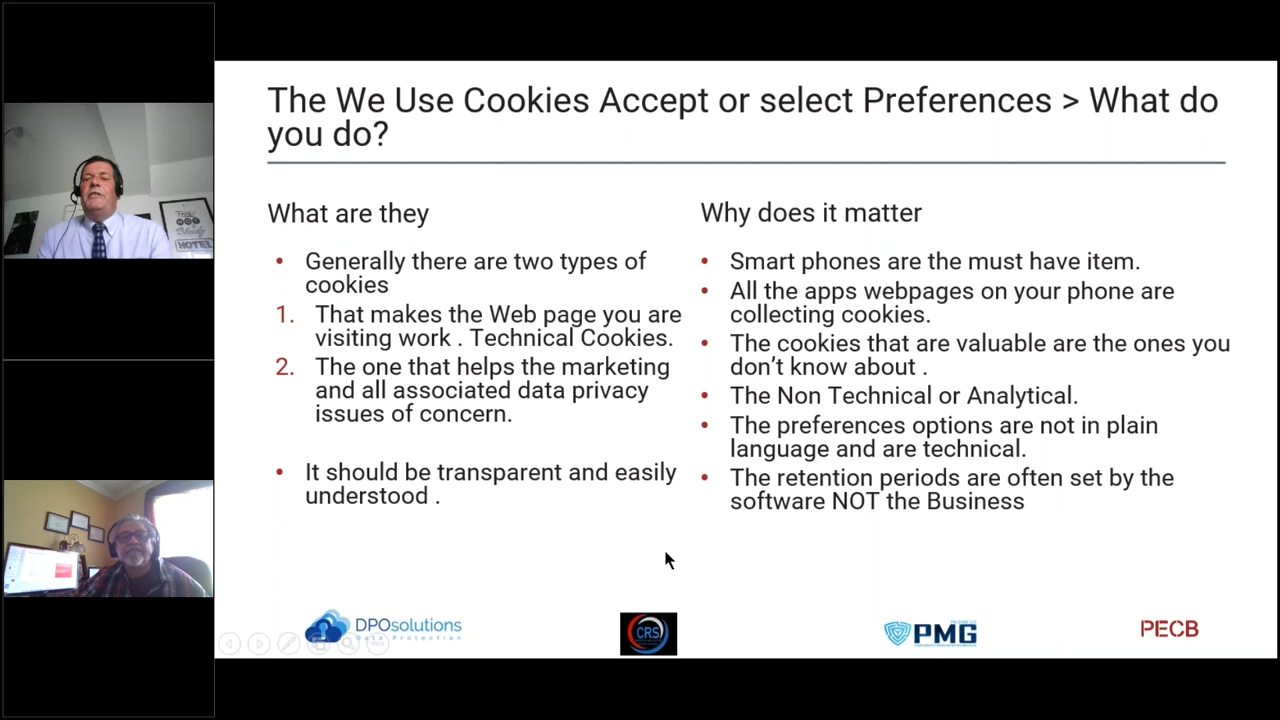 The We Use Cookies Accept or select Preferences > What do
you do?
What are they
• Generally there are two types of
cookies
1. That makes the Web page you are
visiting work . Technical Cookies.
2. The one that helps the marketing
and all associated data privacy
issues of concern.
• It should be transparent and easily
understood .
Why does it matter
• Smart phones are the must have item.
• All the apps webpages on your phone are
collecting cookies.
• The cookies that are valuable are the ones you
don’t know about .
• The Non Technical or Analytical.
• The preferences options are not in plain
language and are technical.
• The retention periods are often set by the
software NOT the Business
DPOsolutions
Data Protection
CRS
PMG
PECB
NOT
HOTEL